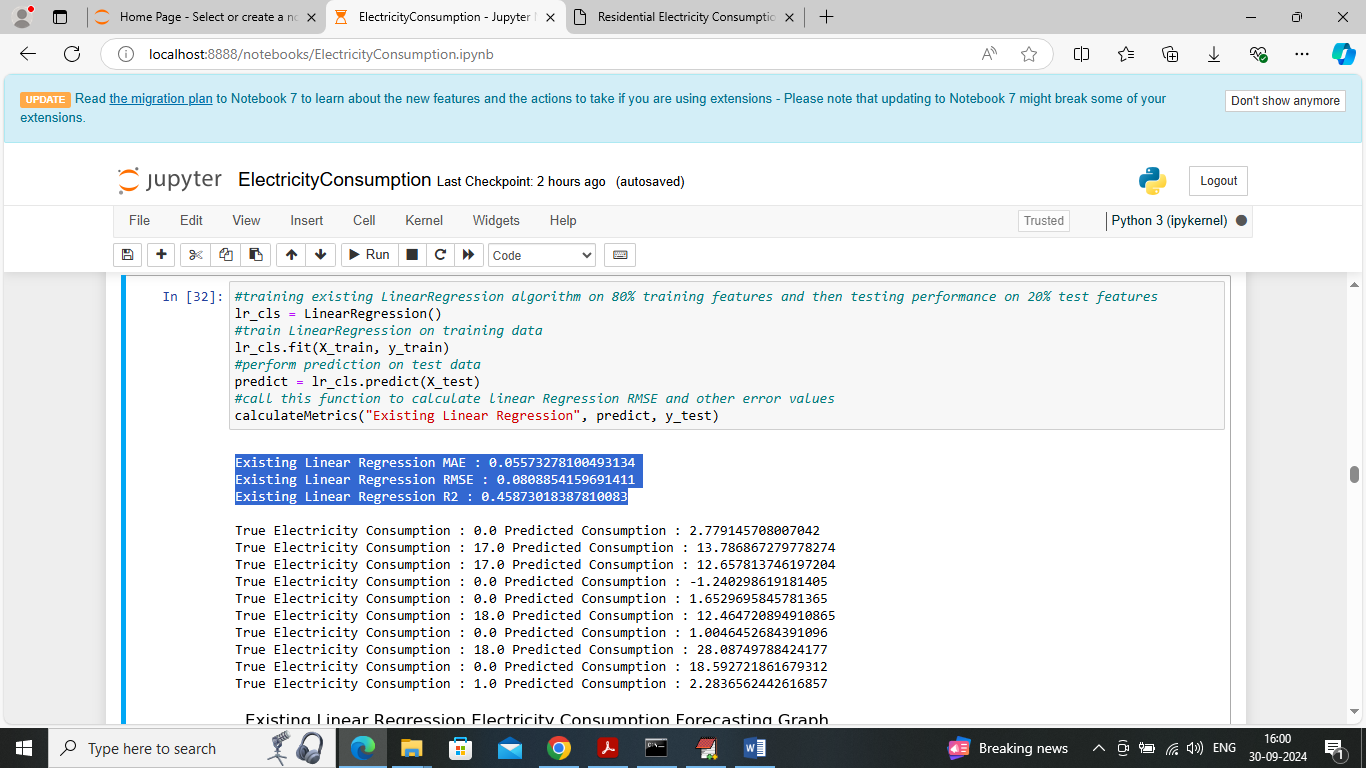 Home Page - Select or create a no
ElectricityConsumption - Jupyter
Residential Electricity Consumptio
localhost:8888/notebooks/ElectricityConsumption.ipynb
UPDATE Read the migration plan to Notebook 7 to learn about the new features and the actions to take if you are using extensions - Please note that updating to Notebook 7 might break some of your
extensions.
Don't show anymore
jupyter ElectricityConsumption Last Checkpoint: 2 hours ago (autosaved)
Logout
File Edit View Insert Cell Kernel Widgets Help
Trusted
Python 3 (ipykernel)
Run
Code
In [32]:
#training existing LinearRegression algorithm on 80% training features and then testing performance on 20% test features
lr_cls = LinearRegression()
#train LinearRegression on training data
lr_cls.fit(X_train, y_train)
#perform prediction on test data
predict = lr_cls.predict(X_test)
#call this function to calculate linear Regression RMSE and other error values
calculateMetrics("Existing Linear Regression", predict, y_test)
Existing Linear Regression MAE : 0.05573278100493134
Existing Linear Regression RMSE : 0.0808854159691411
Existing Linear Regression R2 : 0.45873018387810083
True Electricity Consumption : 0.0 Predicted Consumption : 2.779145708007042
True Electricity Consumption : 17.0 Predicted Consumption : 13.786867279778274
True Electricity Consumption : 17.0 Predicted Consumption : 12.657813746197204
True Electricity Consumption : 0.0 Predicted Consumption : -1.240298619181405
True Electricity Consumption : 0.0 Predicted Consumption : 1.6529695845781365
True Electricity Consumption : 18.0 Predicted Consumption : 12.464720894910865
True Electricity Consumption : 0.0 Predicted Consumption : 1.0046452684391096
True Electricity Consumption : 18.0 Predicted Consumption : 28.08749788424177
True Electricity Consumption : 0.0 Predicted Consumption : 18.592721861679312
True Electricity Consumption : 1.0 Predicted Consumption : 2.2836562442616857
Existing Linear Regression Electricity Consumption Forecasting Graph
Type here to search
Breaking news
ENG
16:00
30-09-2024
1